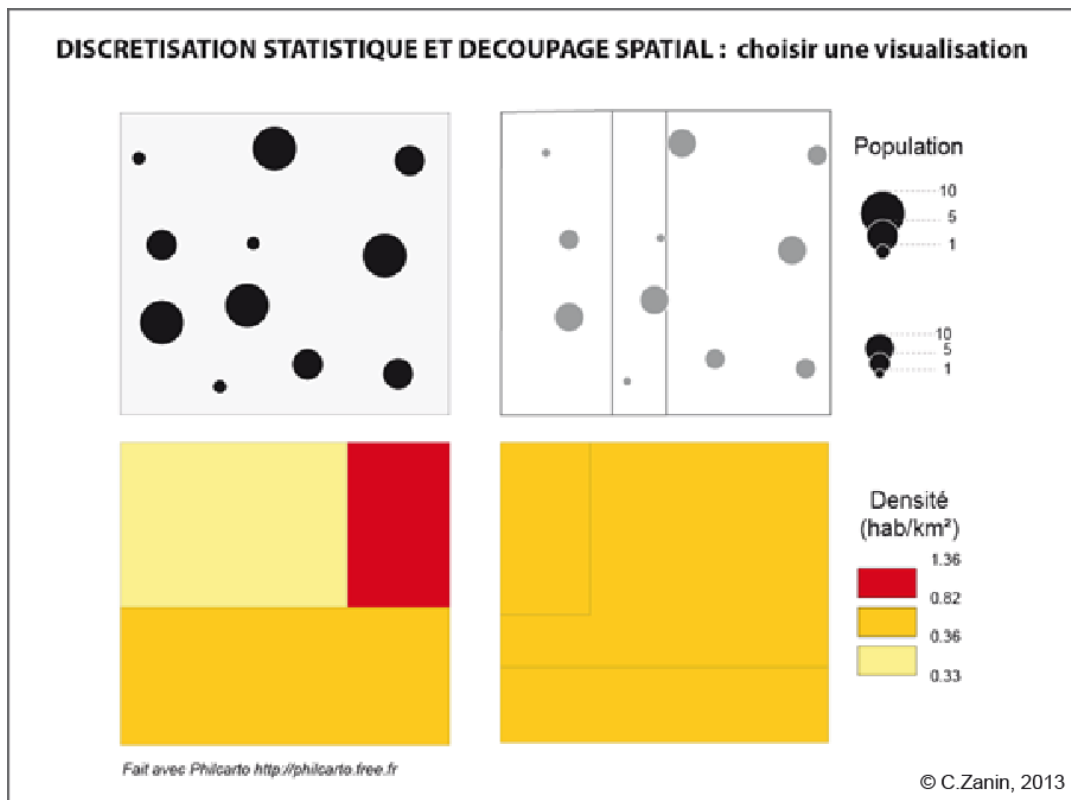 DISCRETISATION STATISTIQUE ET DECOUPAGE SPATIAL : choisir une visualisation
Population
10
5
1
10
5
1
Densité
(hab/km²)
1.36
0.82
0.36
0.33
Fait avec Philcarto http://philcarto.free.fr
© C.Zanin, 2013